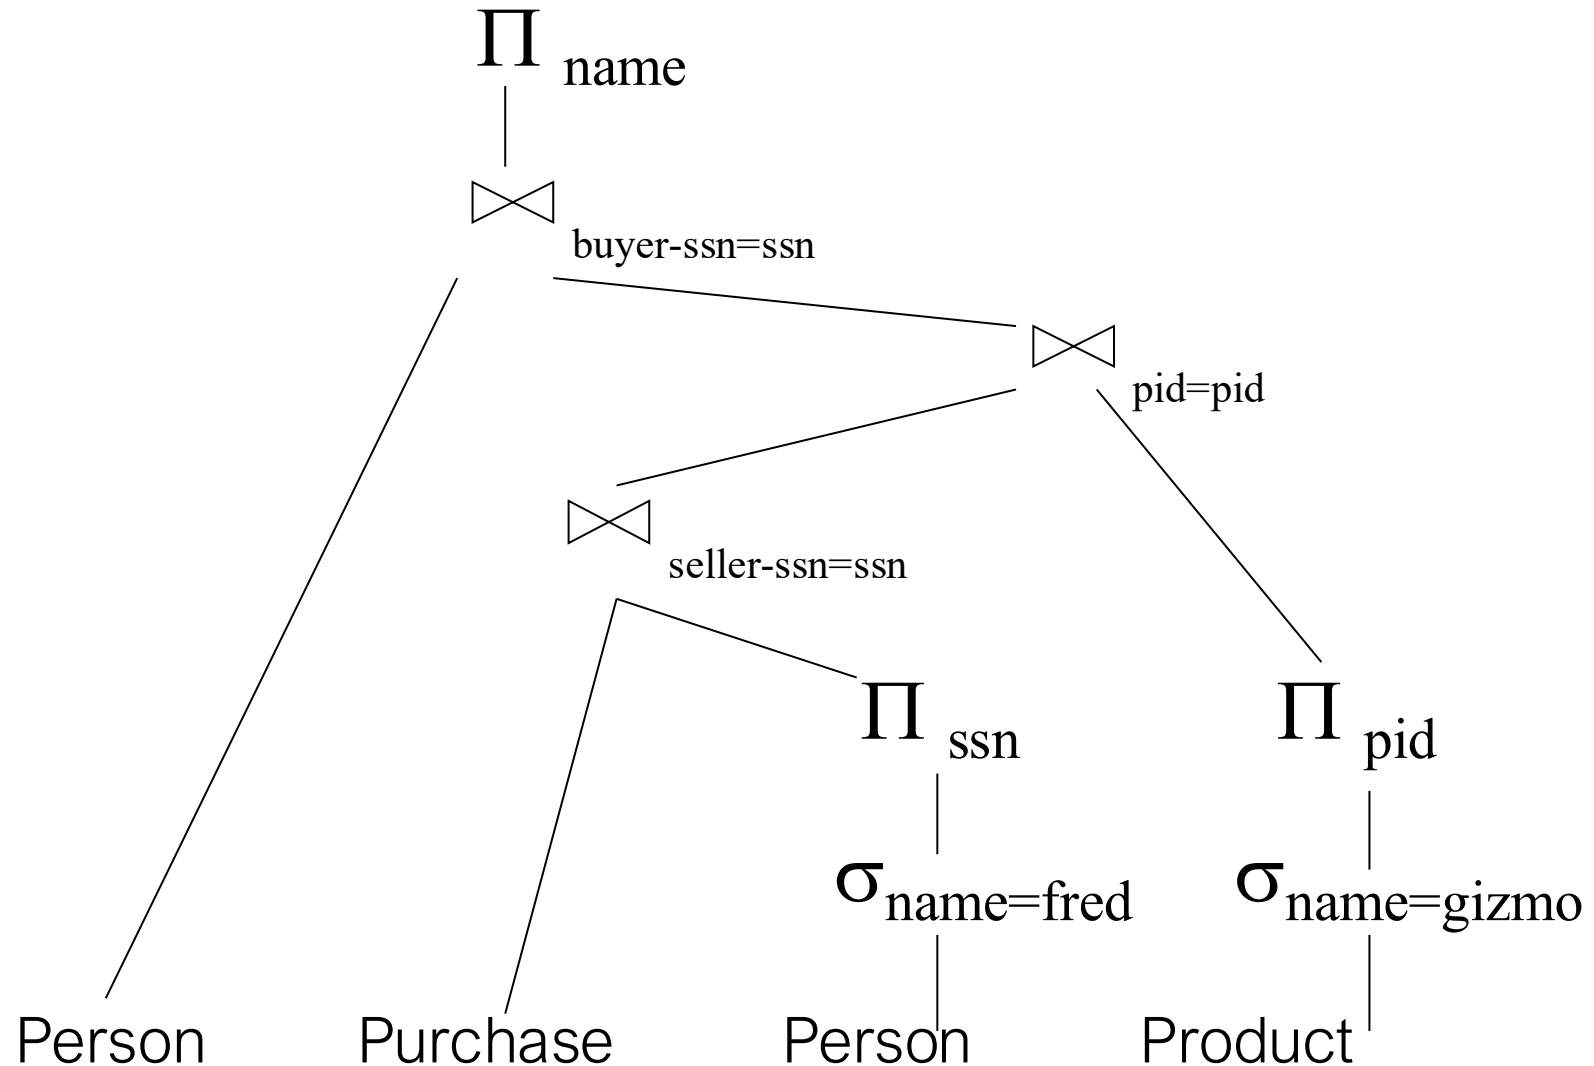 Π name
buyer-ssn=ssn
pid=pid
seller-ssn=ssn
Π ssn
Π pid
σname=fred
σname=gizmo
Person
Purchase
Person
Product